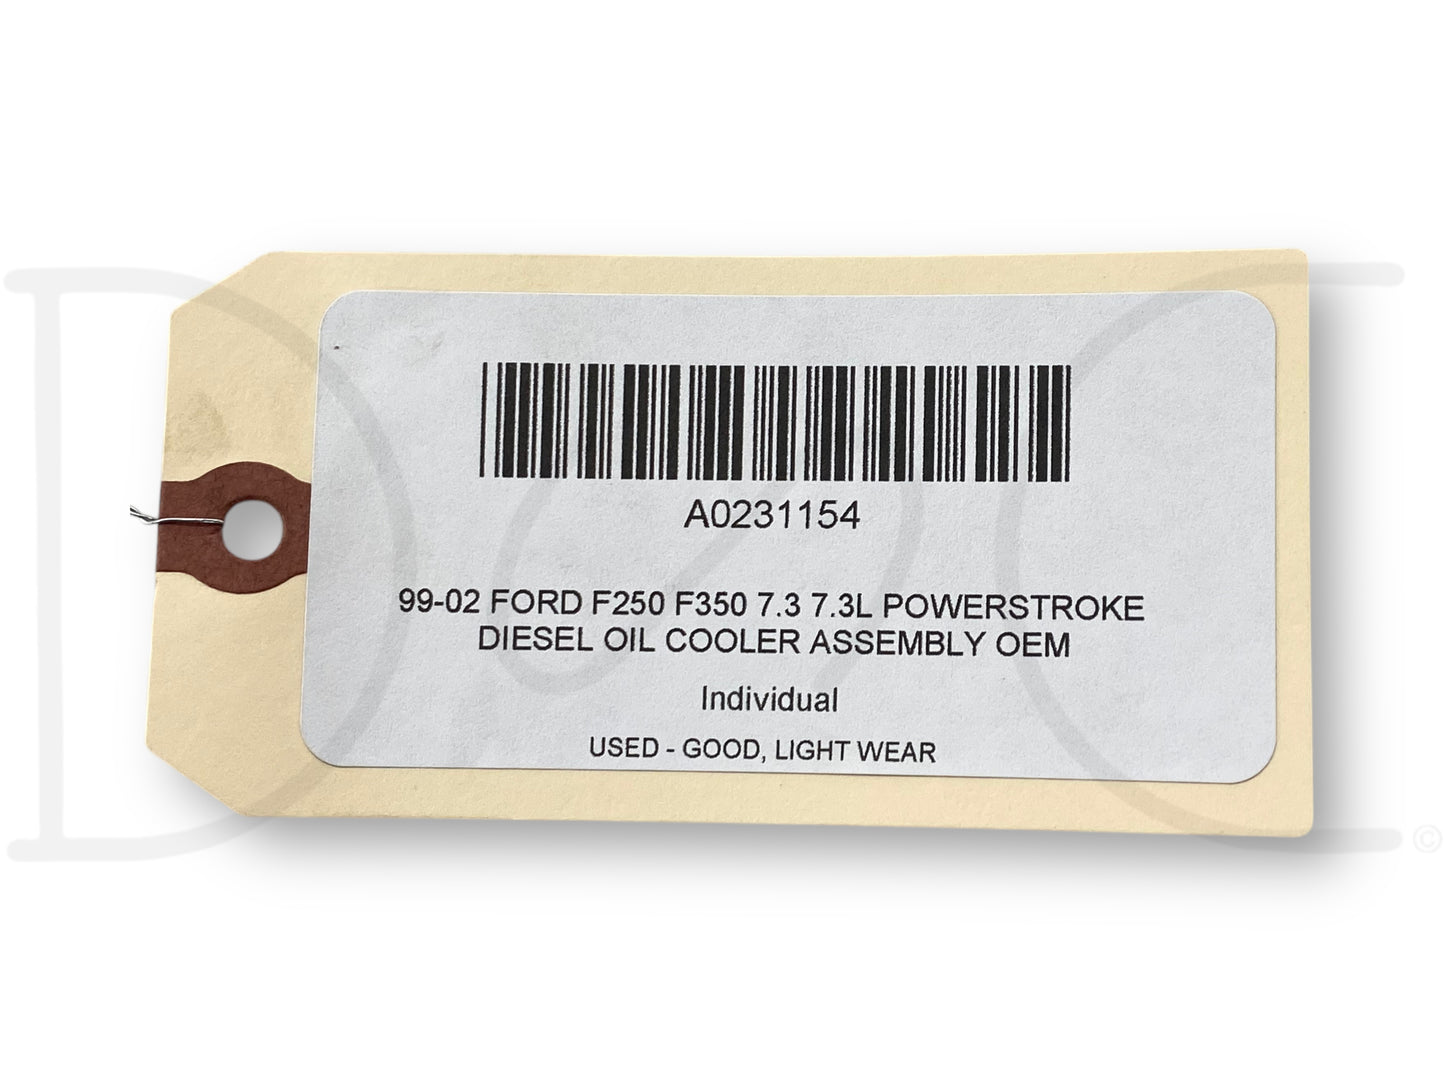 A0231154
99-02 FORD F250 F350 7.3 7.3L POWERSTROKE
DIESEL OIL COOLER ASSEMBLY OEM
Individual
USED - GOOD, LIGHT WEAR
©